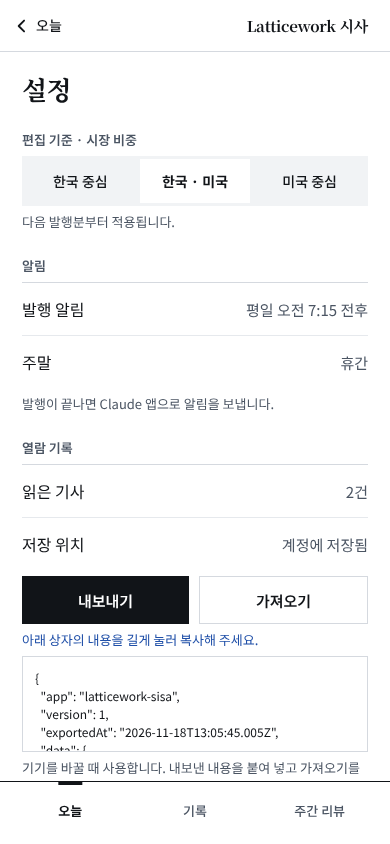 오늘
Latticework 시사
설정
편집 기준 · 시장 비중
한국 중심
한국 · 미국
미국 중심
다음 발행분부터 적용됩니다.
알림
발행 알림
평일 오전 7:15 전후
주말
휴간
발행이 끝나면 Claude 앱으로 알림을 보냅니다.
열람 기록
읽은 기사
2건
저장 위치
계정에 저장됨
내보내기
가져오기
아래 상자의 내용을 길게 눌러 복사해 주세요.
{
"app": "latticework-sisa",
"version": 1,
"exportedAt": "2026-11-18T13:05:45.005Z",
"data": {
기기를 바꿀 때 사용합니다. 내보낸 내용을 붙여 넣고 가져오기를
오늘
기록
주간 리뷰